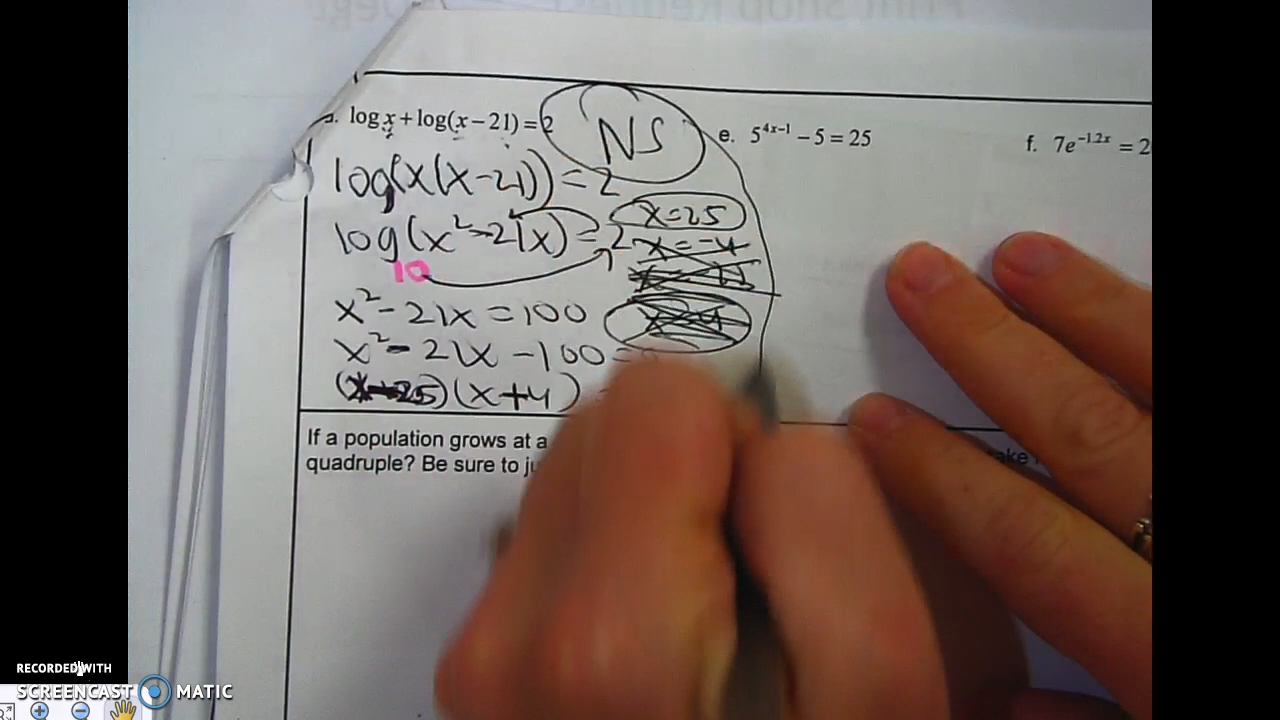 log x + log(x − 21) = 2
NS
log(x(x−21)) = 2
x=25
log (x²−21x) = 2
x=−4
10
x²−21x = 100
x²−21x −100 =
(x−25)(x+4) =
e. 5^{4x−1} − 5 = 25
f. 7e^{−1.2x} = 2
If a population grows at a
quadruple? Be sure to ju
RECORDED WITH
SCREENCAST MATIC